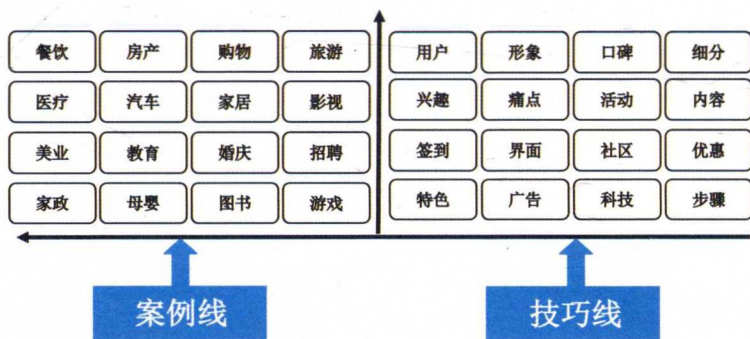 餐饮 房产 购物 旅游 用户 形象 口碑 细分
医疗 汽车 家居 影视 兴趣 痛点 活动 内容
美业 教育 婚庆 招聘 签到 界面 社区 优惠
家政 母婴 图书 游戏 特色 广告 科技 步骤
案例线 技巧线